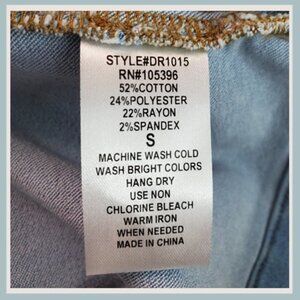 STYLE#DR1015
RN#105396
52%COTTON
24%POLYESTER
22%RAYON
2%SPANDEX
S
MACHINE WASH COLD
WASH BRIGHT COLORS
HANG DRY
USE NON
CHLORINE BLEACH
WARM IRON
WHEN NEEDED
MADE IN CHINA